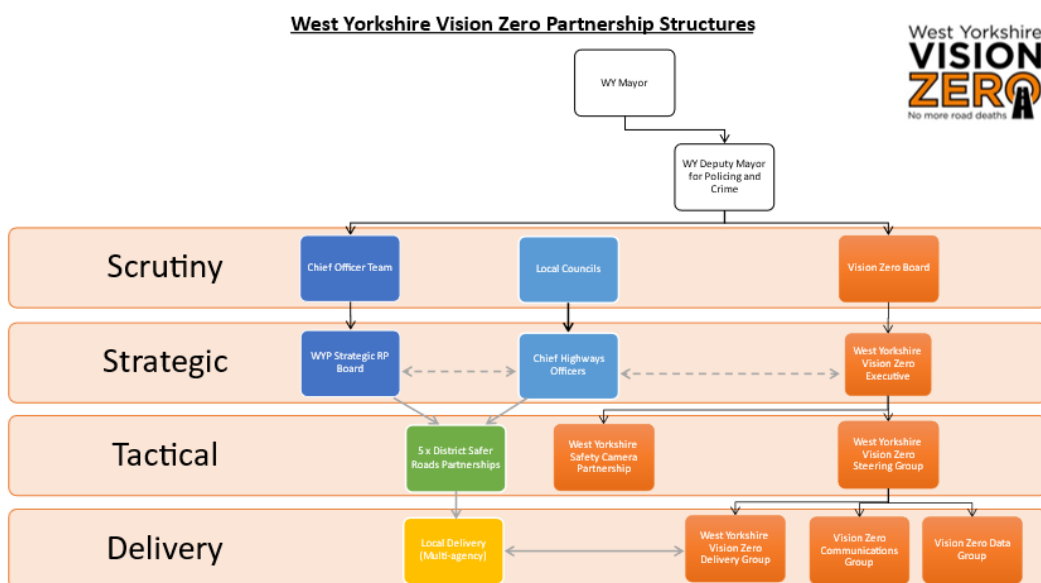 West Yorkshire Vision Zero Partnership Structures
West Yorkshire
VISION
ZERO
No more road deaths
WY Mayor
WY Deputy Mayor
for Policing and
Crime
Scrutiny
Chief Officer Team
Local Councils
Vision Zero Board
Strategic
WYP Strategic RP
Board
Chief Highways
Officers
West Yorkshire
Vision Zero
Executive
Tactical
5 x District Safer
Roads Partnerships
West Yorkshire
Safety Camera
Partnership
West Yorkshire
Vision Zero
Steering Group
Delivery
Local Delivery
(Multi-agency)
West Yorkshire
Vision Zero
Delivery Group
Vision Zero
Communications
Group
Vision Zero Data
Group